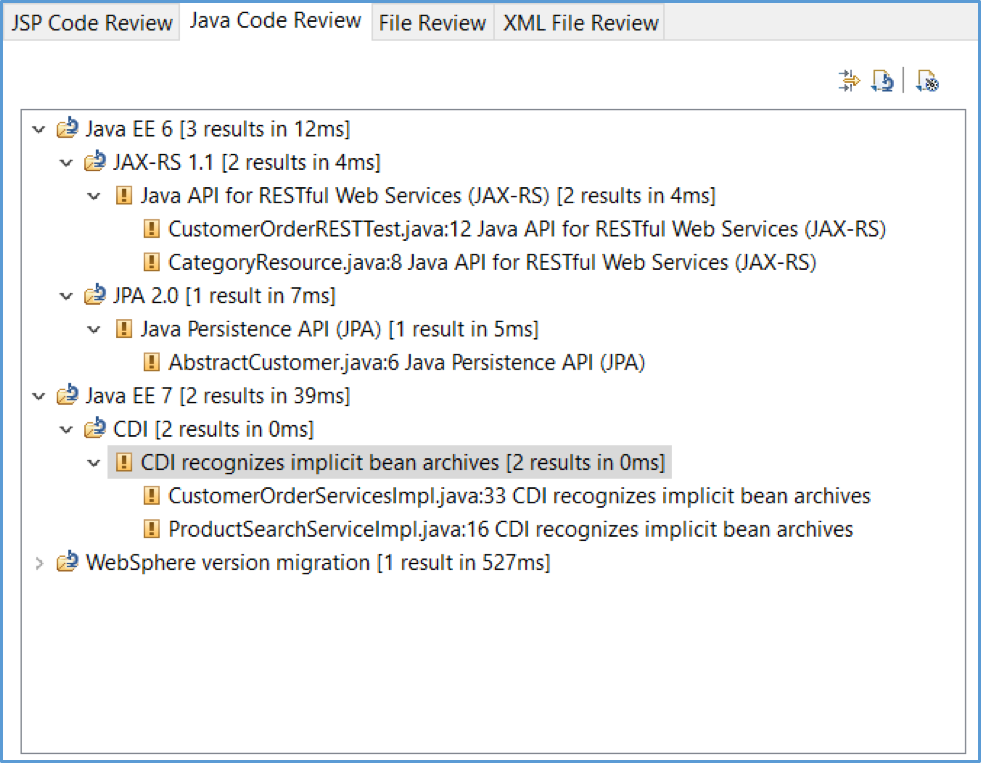 JSP Code Review
Java Code Review
File Review
XML File Review
Java EE 6 [3 results in 12ms]
JAX-RS 1.1 [2 results in 4ms]
Java API for RESTful Web Services (JAX-RS) [2 results in 4ms]
CustomerOrderRESTTest.java:12 Java API for RESTful Web Services (JAX-RS)
CategoryResource.java:8 Java API for RESTful Web Services (JAX-RS)
JPA 2.0 [1 result in 7ms]
Java Persistence API (JPA) [1 result in 5ms]
AbstractCustomer.java:6 Java Persistence API (JPA)
Java EE 7 [2 results in 39ms]
CDI [2 results in 0ms]
CDI recognizes implicit bean archives [2 results in 0ms]
CustomerOrderServicesImpl.java:33 CDI recognizes implicit bean archives
ProductSearchServiceImpl.java:16 CDI recognizes implicit bean archives
WebSphere version migration [1 result in 527ms]